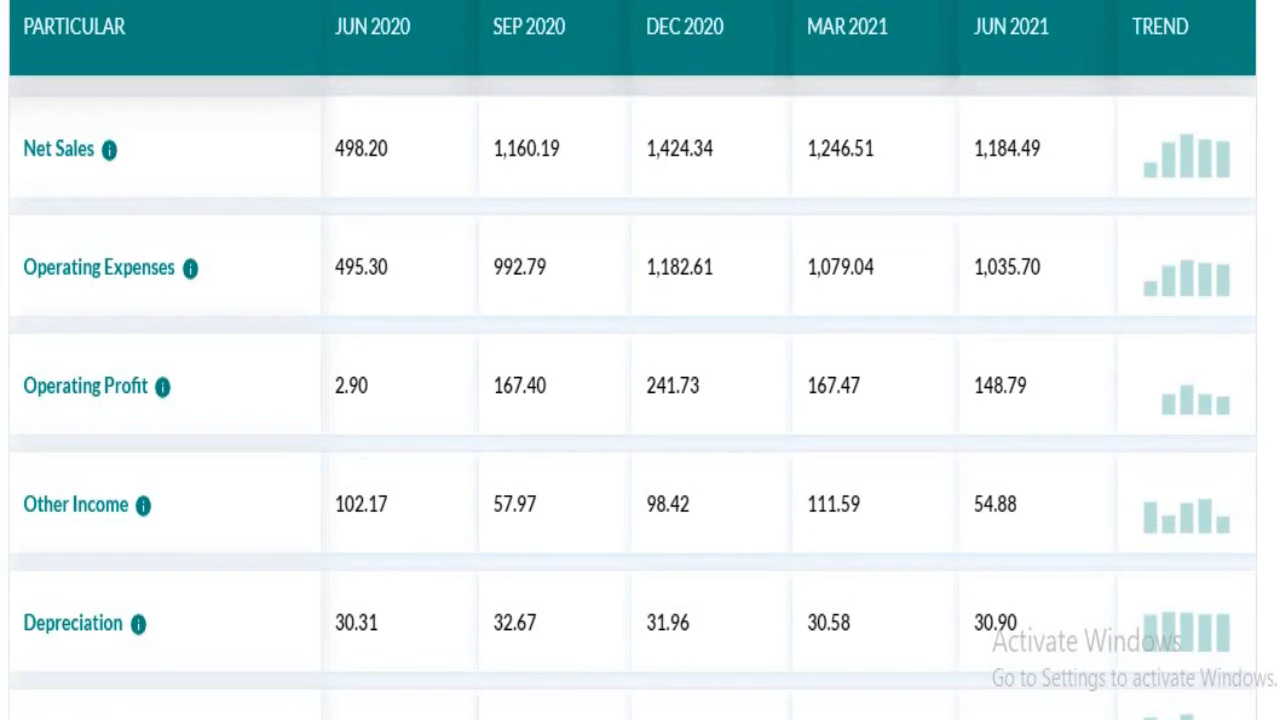 PARTICULAR JUN 2020 SEP 2020 DEC 2020 MAR 2021 JUN 2021 TREND
Net Sales 498.20 1,160.19 1,424.34 1,246.51 1,184.49
Operating Expenses 495.30 992.79 1,182.61 1,079.04 1,035.70
Operating Profit 2.90 167.40 241.73 167.47 148.79
Other Income 102.17 57.97 98.42 111.59 54.88
Depreciation 30.31 32.67 31.96 30.58 30.90
Activate Windows
Go to Settings to activate Windows.